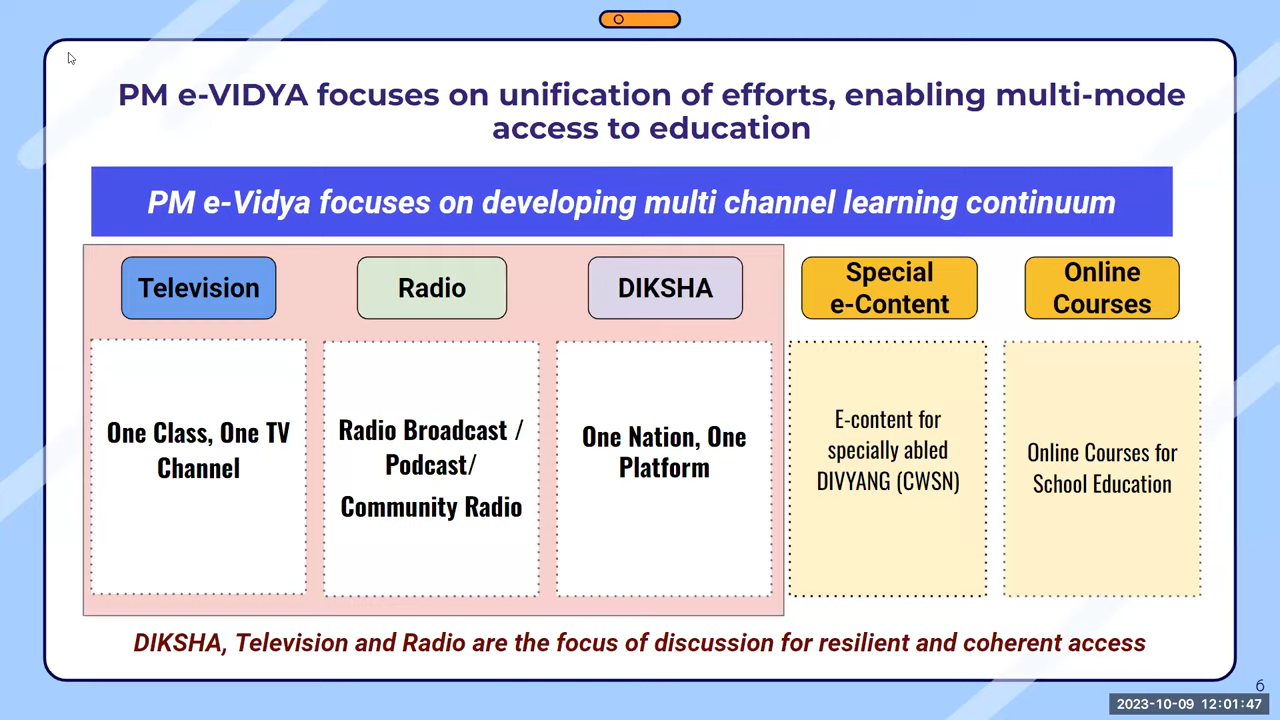 PM e-VIDYA focuses on unification of efforts, enabling multi-mode
access to education
PM e-Vidya focuses on developing multi channel learning continuum
Television
Radio
DIKSHA
Special
e-Content
Online
Courses
One Class, One TV
Channel
Radio Broadcast /
Podcast/
Community Radio
One Nation, One
Platform
E-content for
specially abled
DIVYANG (CWSN)
Online Courses for
School Education
DIKSHA, Television and Radio are the focus of discussion for resilient and coherent access
6
2023-10-09 12:01:47